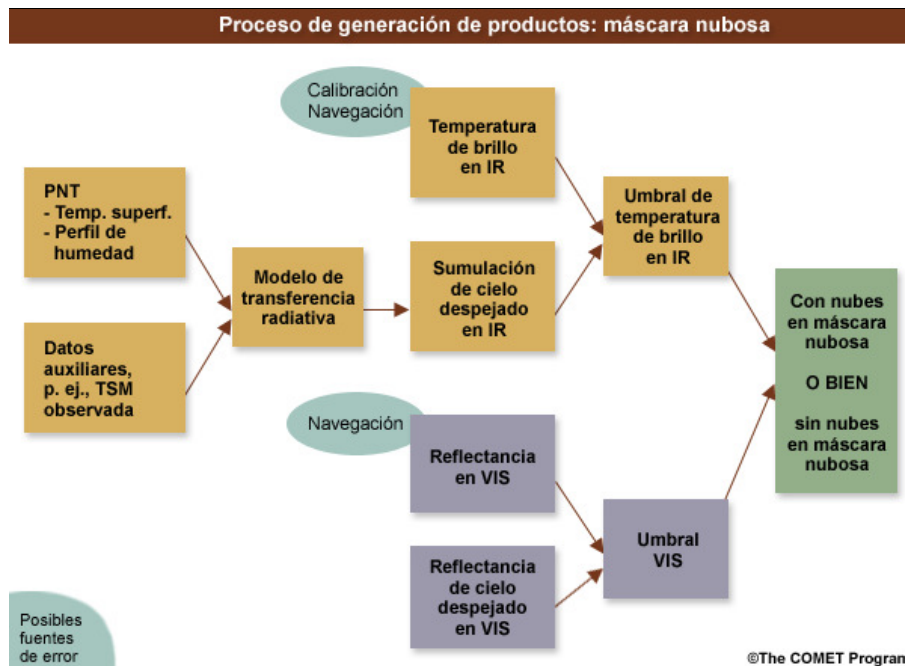 Proceso de generación de productos: máscara nubosa
Calibración
Navegación
Temperatura
de brillo
en IR
PNT
- Temp. superf.
- Perfil de
humedad
Umbral de
temperatura
de brillo
en IR
Modelo de
transferencia
radiativa
Sumulación
de cielo
despejado
en IR
Datos
auxiliares,
p. ej., TSM
observada
Con nubes
en máscara
nubosa
O BIEN
sin nubes
en máscara
nubosa
Navegación
Reflectancia
en VIS
Umbral
VIS
Reflectancia
de cielo
despejado
en VIS
Posibles
fuentes
de error
©The COMET Program